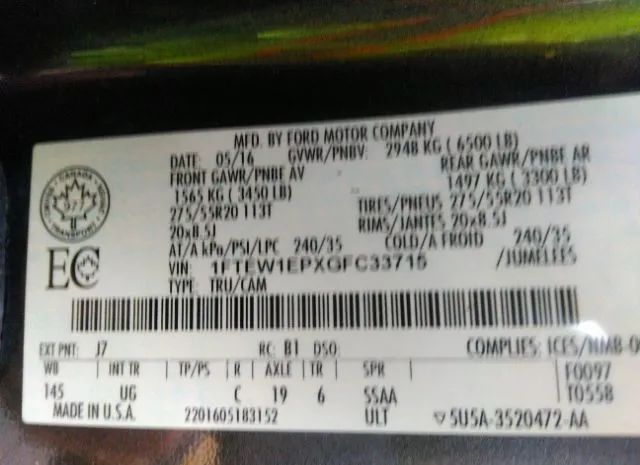 MFD. BY FORD MOTOR COMPANY
DATE: 05/16 GVWR/PNBV: 2948 KG ( 6500 LB)
FRONT GAWR/PNBE AV REAR GAWR/PNBE AR
1565 KG ( 3450 LB) 1497 KG ( 3300 LB)
275/55R20 113T TIRES/PNEUS 275/55R20 113T
20x8.5J RIMS/JANTES 20x8.5J
AT/A kPa/PSI/LPC 240/35 COLD/A FROID 240/35
VIN: 1FTEW1EPXGFC33715 /JUMELEES
TYPE: TRU/CAM
CANADA
TRANSPORT
EC
EXT PNT: J7 RC: B1 DSO: COMPLIES: ICES/NMB-0
WB INT TR TP/PS R AXLE TR SPR F0097
145 UG C 19 6 SSAA T0558
MADE IN U.S.A. 2201605183152 ULT ▽5U5A-3520472-AA